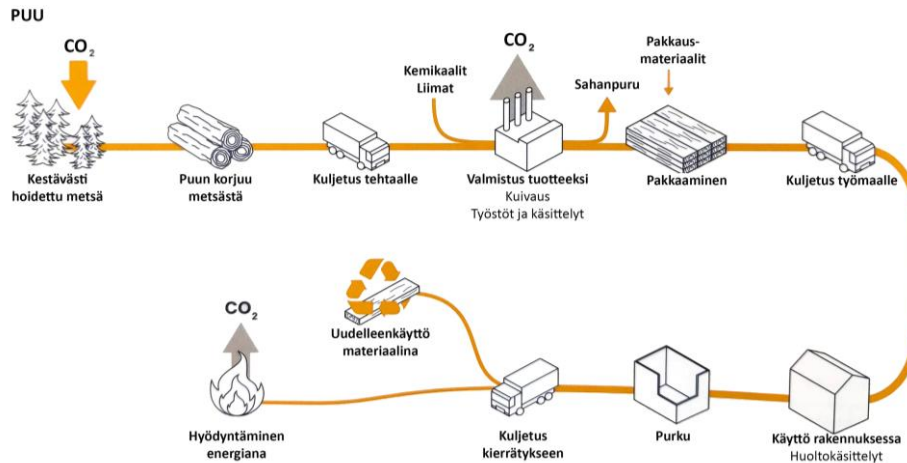 PUU
CO2
Kestävästi
hoidettu metsä
Puun korjuu
metsästä
Kuljetus tehtaalle
Kemikaalit
Liimat
CO2
Valmistus tuotteeksi
Kuivaus
Työstöt ja käsittelyt
Sahanpuru
Pakkaus-
materiaalit
Pakkaaminen
Kuljetus työmaalle
CO2
Hyödyntäminen
energiana
Uudelleenkäyttö
materiaalina
Kuljetus
kierrätykseen
Purku
Käyttö rakennuksessa
Huoltokäsittelyt